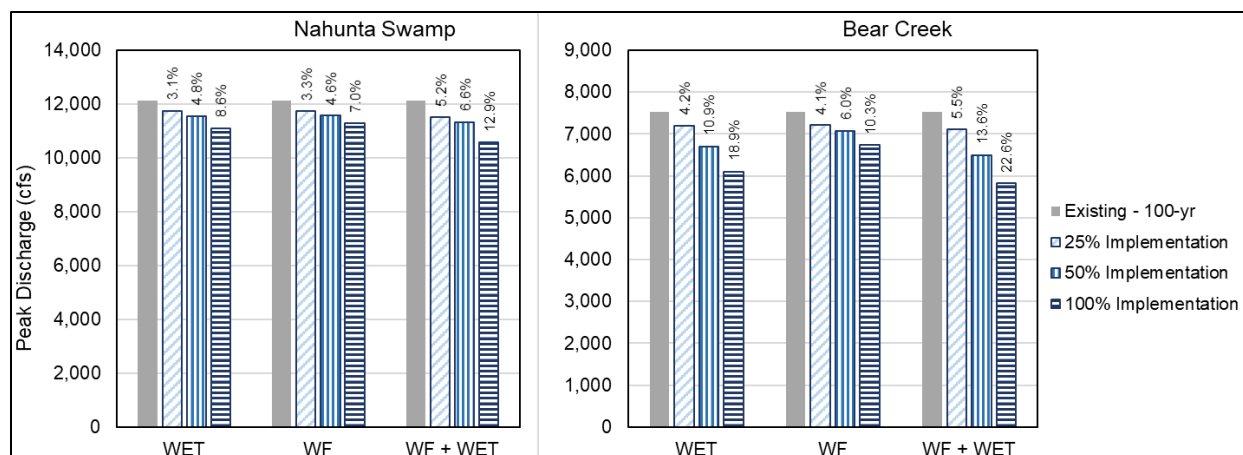 Nahunta Swamp
Peak Discharge (cfs)
14,000
12,000
10,000
8,000
6,000
4,000
2,000
0
3.1%
4.8%
8.6%
3.3%
4.6%
7.0%
5.2%
6.6%
12.9%
WET
WF
WF + WET
Bear Creek
9,000
8,000
7,000
6,000
5,000
4,000
3,000
2,000
1,000
0
4.2%
10.9%
18.9%
4.1%
6.0%
10.3%
5.5%
13.6%
22.6%
WET
WF
WF + WET
Existing - 100-yr
25% Implementation
50% Implementation
100% Implementation